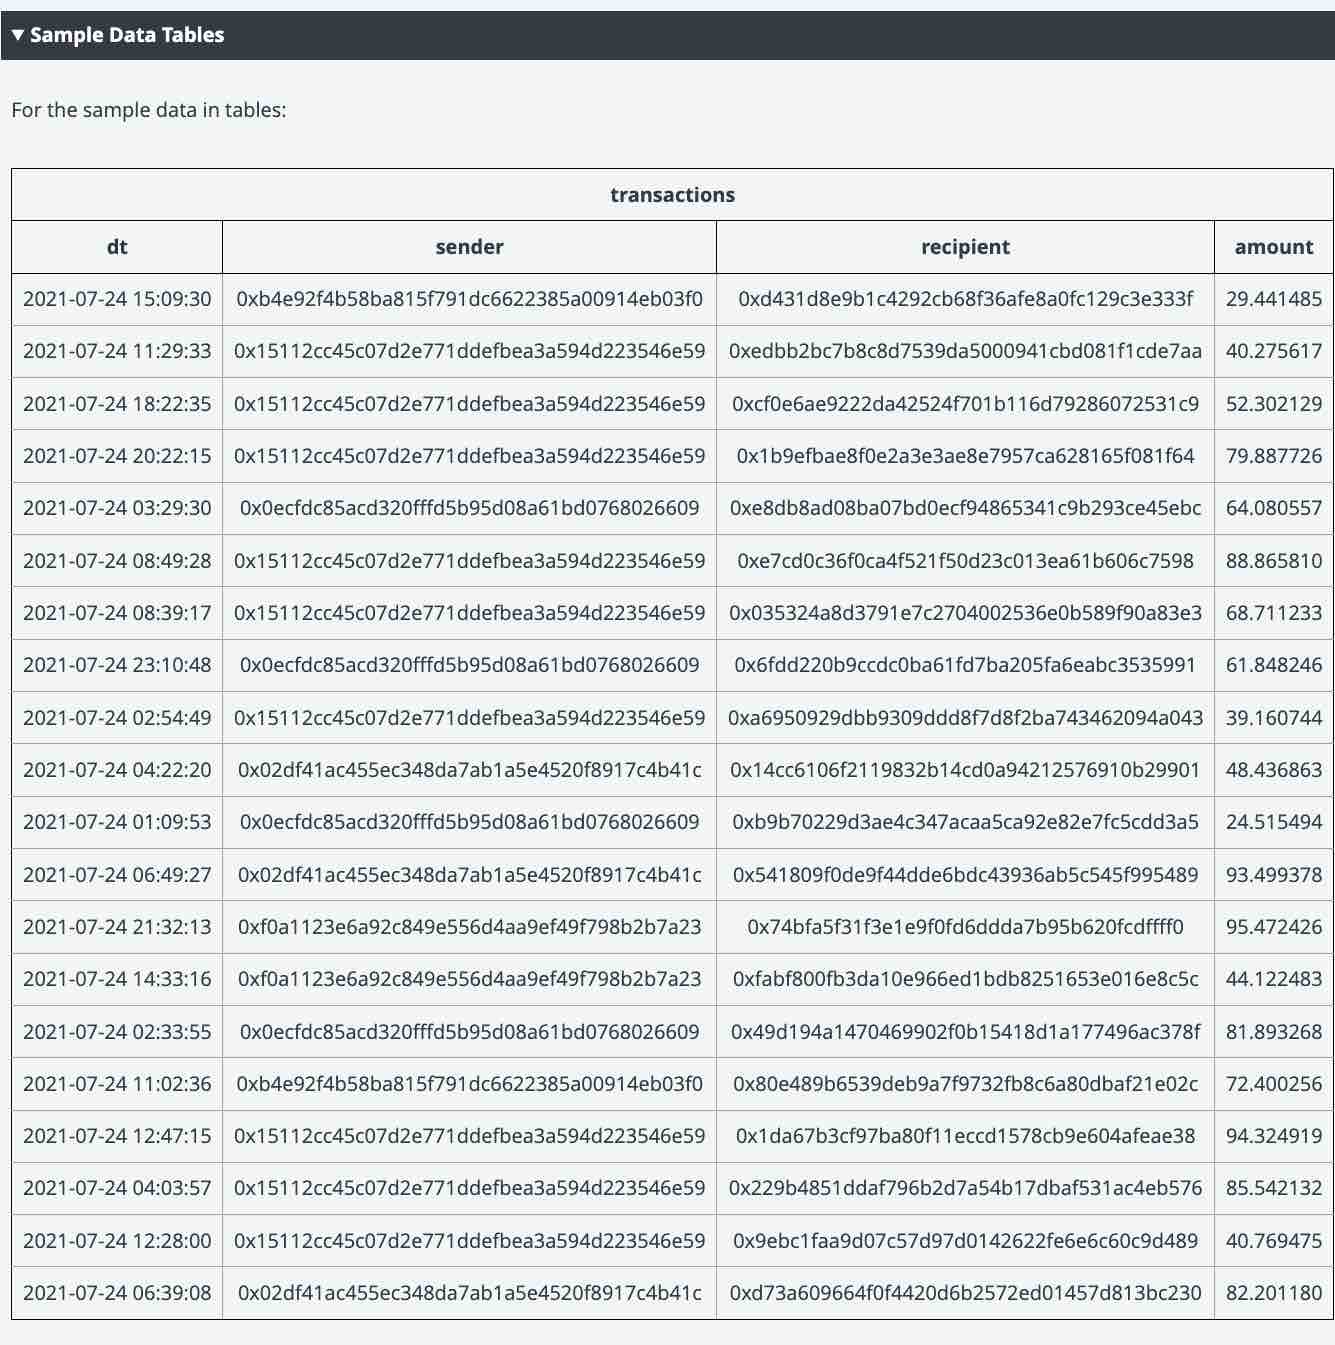 ▼ Sample Data Tables
For the sample data in tables:
transactions
dt sender recipient amount
2021-07-24 15:09:30 0xb4e92f4b58ba815f791dc6622385a00914eb03f0 0xd431d8e9b1c4292cb68f36afe8a0fc129c3e333f 29.441485
2021-07-24 11:29:33 0x15112cc45c07d2e771ddefbea3a594d223546e59 0xedbb2bc7b8c8d7539da5000941cbd081f1cde7aa 40.275617
2021-07-24 18:22:35 0x15112cc45c07d2e771ddefbea3a594d223546e59 0xcf0e6ae9222da42524f701b116d79286072531c9 52.302129
2021-07-24 20:22:15 0x15112cc45c07d2e771ddefbea3a594d223546e59 0x1b9efbae8f0e2a3e3ae8e7957ca628165f081f64 79.887726
2021-07-24 03:29:30 0x0ecfdc85acd320fffd5b95d08a61bd0768026609 0xe8db8ad08ba07bd0ecf94865341c9b293ce45ebc 64.080557
2021-07-24 08:49:28 0x15112cc45c07d2e771ddefbea3a594d223546e59 0xe7cd0c36f0ca4f521f50d23c013ea61b606c7598 88.865810
2021-07-24 08:39:17 0x15112cc45c07d2e771ddefbea3a594d223546e59 0x035324a8d3791e7c2704002536e0b589f90a83e3 68.711233
2021-07-24 23:10:48 0x0ecfdc85acd320fffd5b95d08a61bd0768026609 0x6fdd220b9ccdc0ba61fd7ba205fa6eabc3535991 61.848246
2021-07-24 02:54:49 0x15112cc45c07d2e771ddefbea3a594d223546e59 0xa6950929dbb9309ddd8f7d8f2ba743462094a043 39.160744
2021-07-24 04:22:20 0x02df41ac455ec348da7ab1a5e4520f8917c4b41c 0x14cc6106f2119832b14cd0a94212576910b29901 48.436863
2021-07-24 01:09:53 0x0ecfdc85acd320fffd5b95d08a61bd0768026609 0xb9b70229d3ae4c347acaa5ca92e82e7fc5cdd3a5 24.515494
2021-07-24 06:49:27 0x02df41ac455ec348da7ab1a5e4520f8917c4b41c 0x541809f0de9f44dde6bdc43936ab5c545f995489 93.499378
2021-07-24 21:32:13 0xf0a1123e6a92c849e556d4aa9ef49f798b2b7a23 0x74bfa5f31f3e1e9f0fd6ddda7b95b620fcdffff0 95.472426
2021-07-24 14:33:16 0xf0a1123e6a92c849e556d4aa9ef49f798b2b7a23 0xfabf800fb3da10e966ed1bdb8251653e016e8c5c 44.122483
2021-07-24 02:33:55 0x0ecfdc85acd320fffd5b95d08a61bd0768026609 0x49d194a1470469902f0b15418d1a177496ac378f 81.893268
2021-07-24 11:02:36 0xb4e92f4b58ba815f791dc6622385a00914eb03f0 0x80e489b6539deb9a7f9732fb8c6a80dbaf21e02c 72.400256
2021-07-24 12:47:15 0x15112cc45c07d2e771ddefbea3a594d223546e59 0x1da67b3cf97ba80f11eccd1578cb9e604afeae38 94.324919
2021-07-24 04:03:57 0x15112cc45c07d2e771ddefbea3a594d223546e59 0x229b4851ddaf796b2d7a54b17dbaf531ac4eb576 85.542132
2021-07-24 12:28:00 0x15112cc45c07d2e771ddefbea3a594d223546e59 0x9ebc1faa9d07c57d97d0142622fe6e6c60c9d489 40.769475
2021-07-24 06:39:08 0x02df41ac455ec348da7ab1a5e4520f8917c4b41c 0xd73a609664f0f4420d6b2572ed01457d813bc230 82.201180